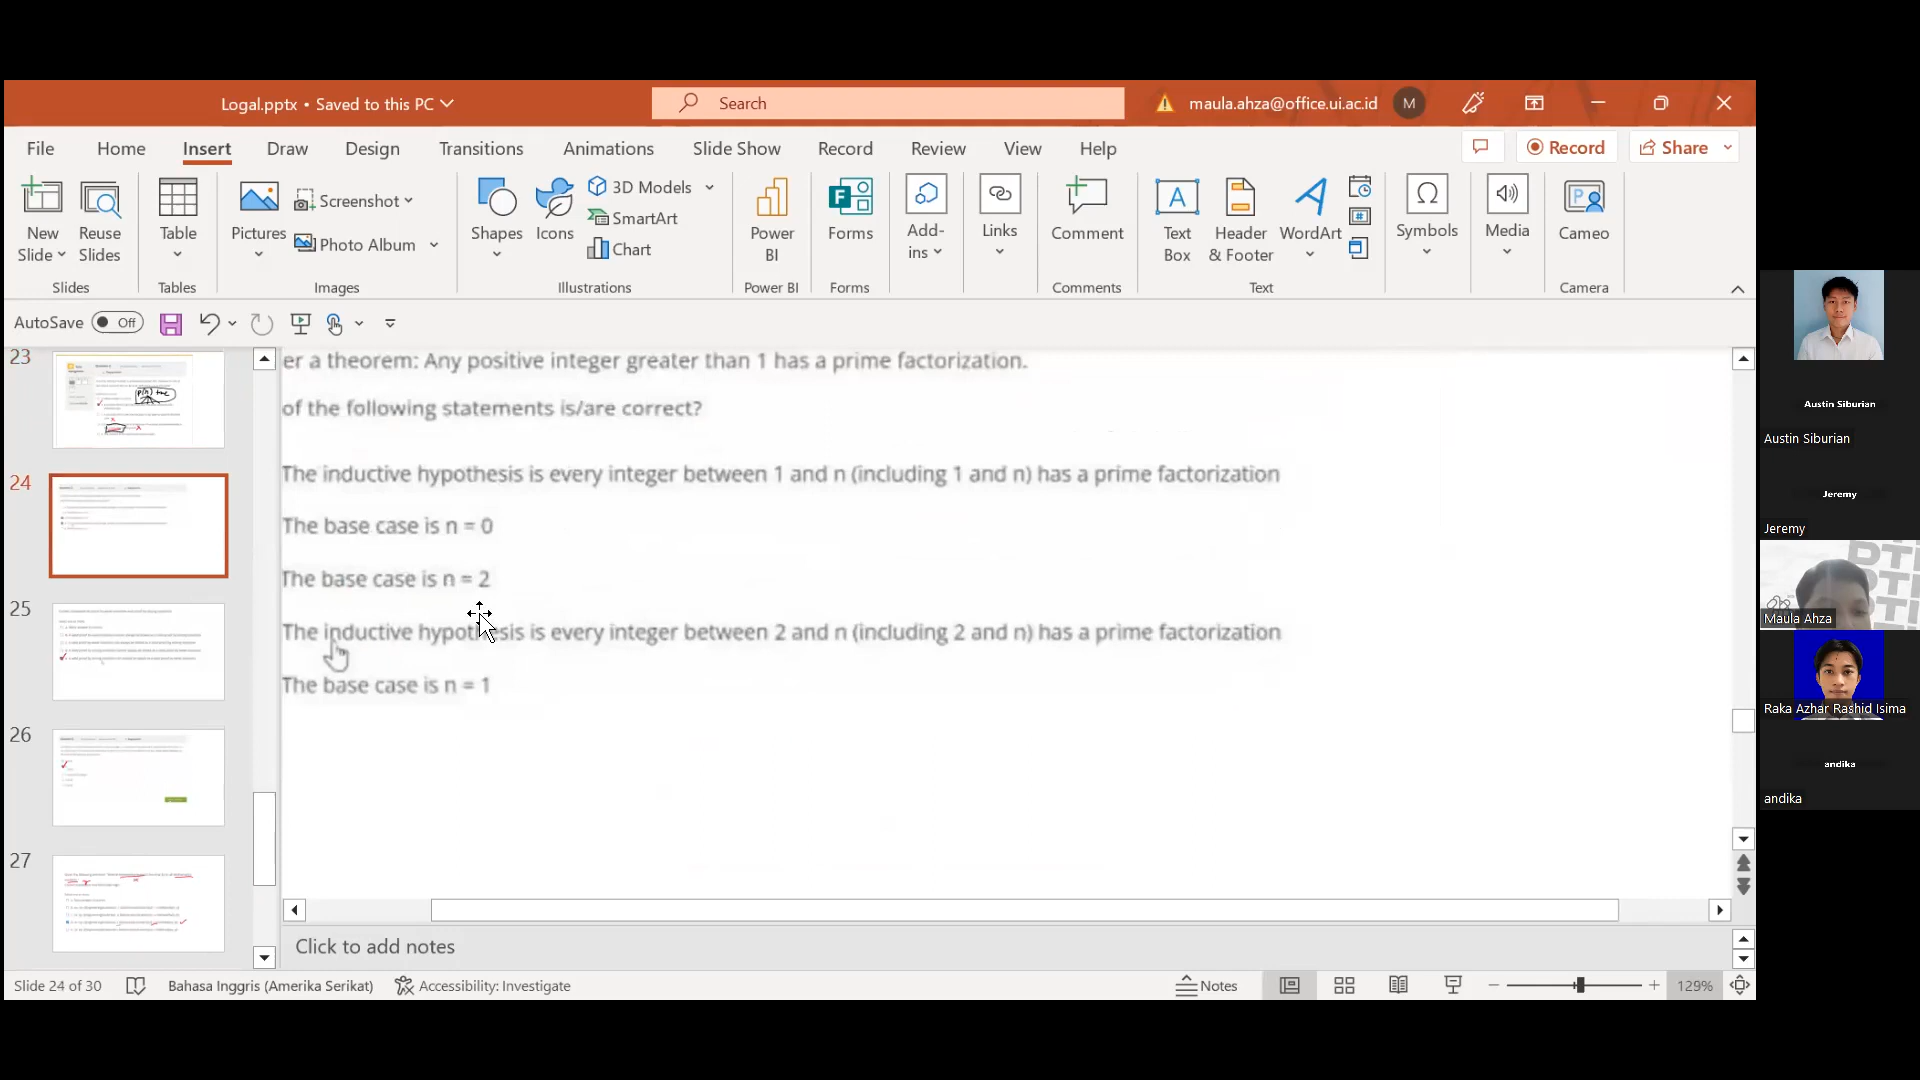 Logal.pptx • Saved to this PC
Search
maula.ahza@office.ui.ac.id
M
File Home Insert Draw Design Transitions Animations Slide Show Record Review View Help
Record
Share
New Slide
Reuse Slides
Slides
Table
Tables
Pictures
Screenshot
Photo Album
Images
Shapes
Icons
3D Models
SmartArt
Chart
Illustrations
Power BI
Power BI
Forms
Forms
Add-ins
Links
Comment
Comments
Text Box
Header & Footer
WordArt
Text
Symbols
Media
Cameo
Camera
AutoSave Off
23
24
25
26
27
er a theorem: Any positive integer greater than 1 has a prime factorization.
of the following statements is/are correct?
The inductive hypothesis is every integer between 1 and n (including 1 and n) has a prime factorization
The base case is n = 0
The base case is n = 2
The inductive hypothesis is every integer between 2 and n (including 2 and n) has a prime factorization
The base case is n = 1
Click to add notes
Slide 24 of 30
Bahasa Inggris (Amerika Serikat)
Accessibility: Investigate
Notes
129%
Austin Siburian
Austin Siburian
Jeremy
Jeremy
Maula Ahza
Raka Azhar Rashid Isima
andika
andika